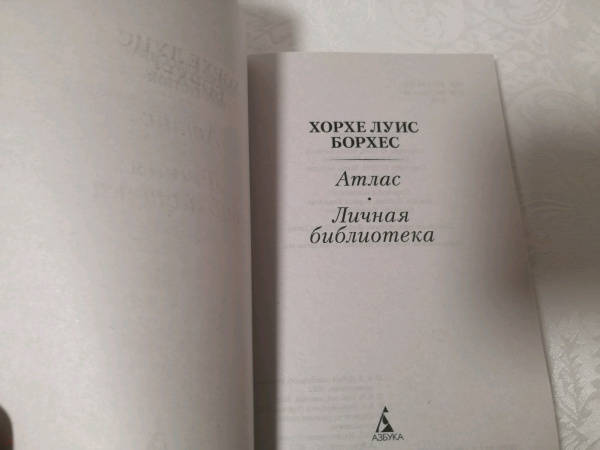 ХОРХЕ ЛУИС
БОРХЕС
Атлас
·
Личная
библиотека
АЗБУКА